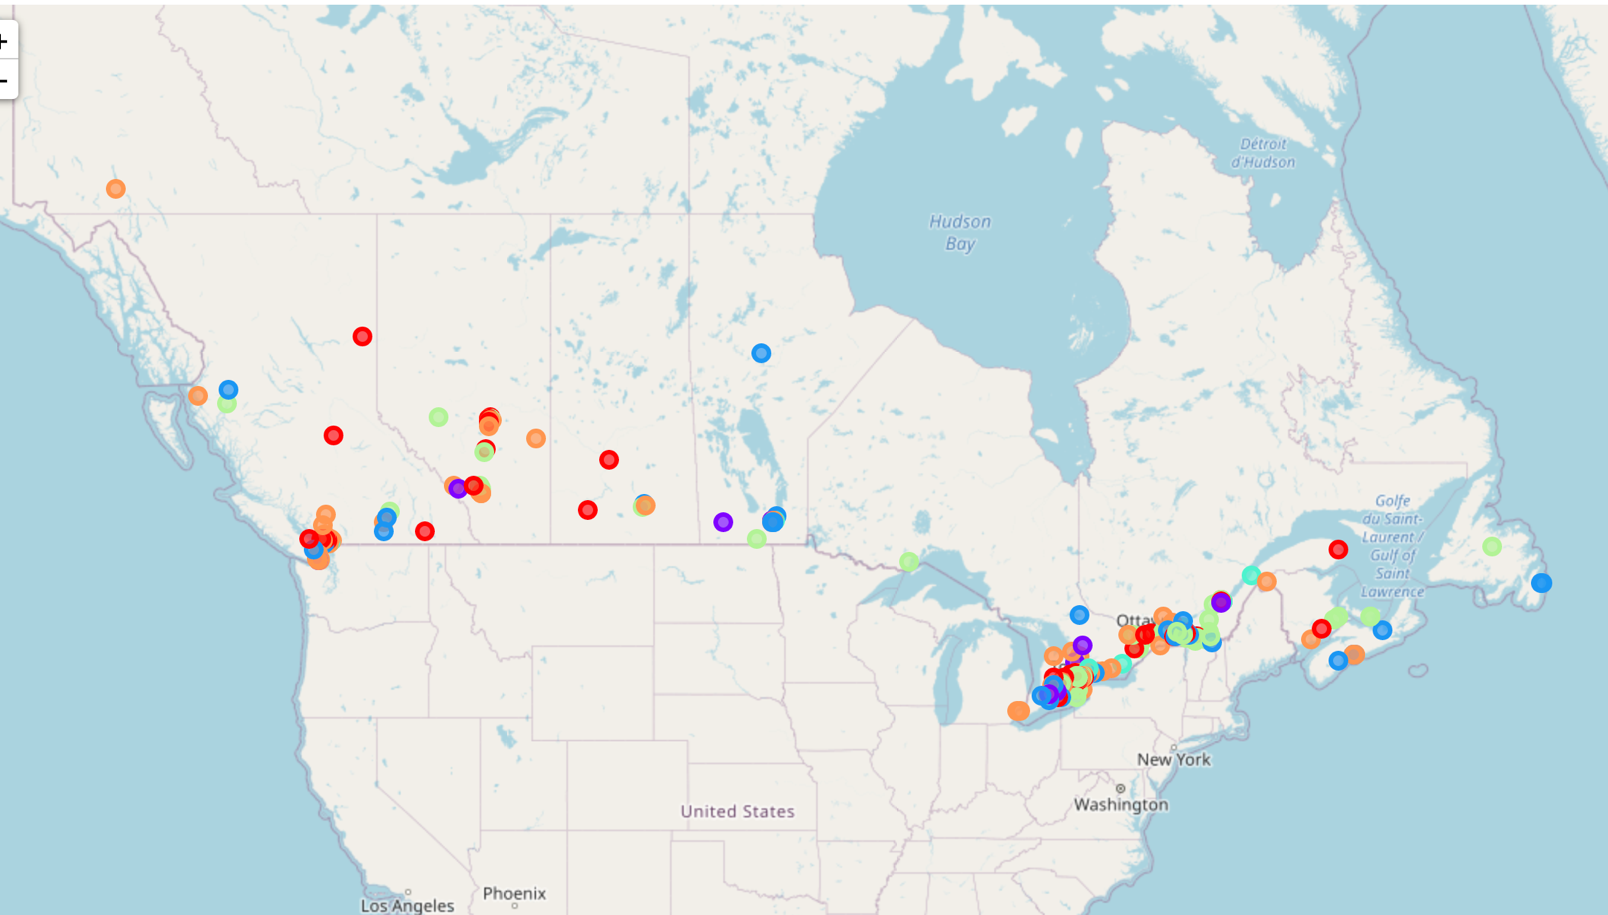 +
−
Détroit
d'Hudson
Hudson
Bay
Golfe
du Saint-
Laurent /
Gulf of
Saint
Lawrence
New York
Washington
United States
Phoenix
Los Angeles